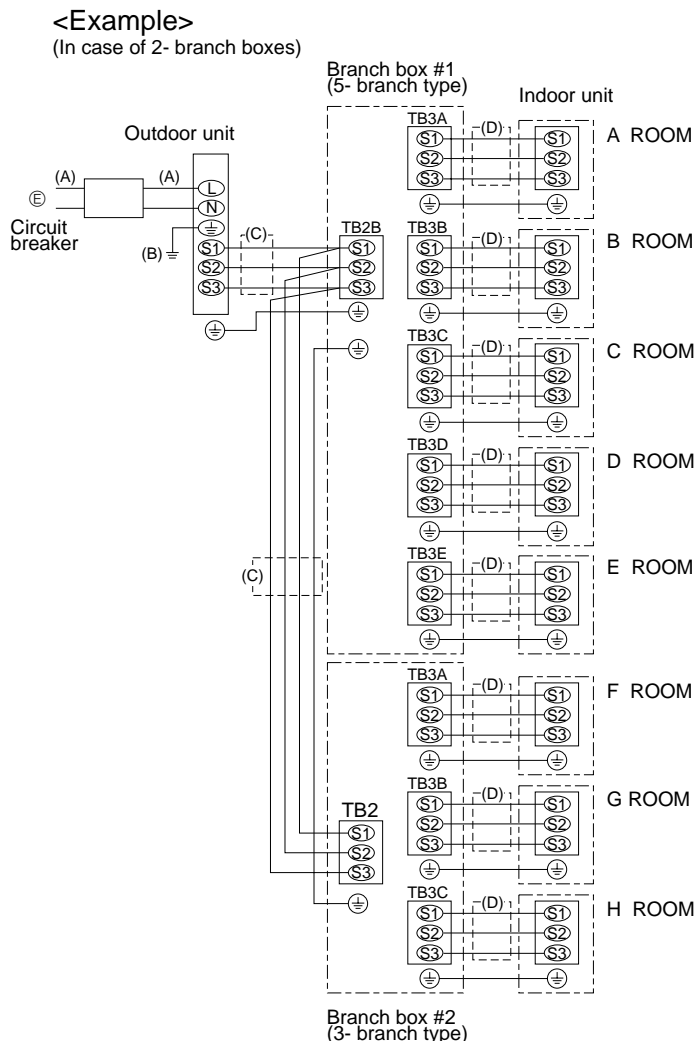 <Example>
(In case of 2- branch boxes)
Branch box #1
(5- branch type)
Indoor unit
Outdoor unit
(A)
(A)
L
N
Ⓔ
Circuit
breaker
(B)
S1
S2
S3
(C)
TB2B
S1
S2
S3
TB3A
S1
S2
S3
(D)
S1
S2
S3
A ROOM
TB3B
S1
S2
S3
(D)
S1
S2
S3
B ROOM
TB3C
S1
S2
S3
(D)
S1
S2
S3
C ROOM
TB3D
S1
S2
S3
(D)
S1
S2
S3
D ROOM
TB3E
S1
S2
S3
(D)
S1
S2
S3
E ROOM
(C)
TB3A
S1
S2
S3
(D)
S1
S2
S3
F ROOM
TB2
S1
S2
S3
TB3B
S1
S2
S3
(D)
S1
S2
S3
G ROOM
TB3C
S1
S2
S3
(D)
S1
S2
S3
H ROOM
Branch box #2
(3- branch type)